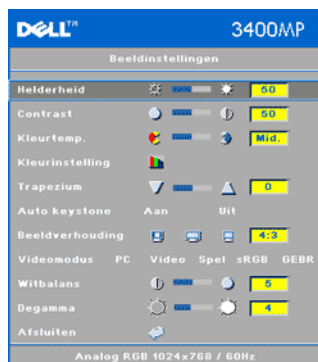 DELL™ 3400MP
Beeldinstellingen
Helderheid 50
Contrast 50
Kleurtemp. Mid.
Kleurinstelling
Trapezium 0
Auto keystone Aan Uit
Beeldverhouding 4:3
Videomodus PC Video Spel sRGB GEBR
Witbalans 5
Degamma 4
Afsluiten
Analog RGB 1024x768 / 60Hz